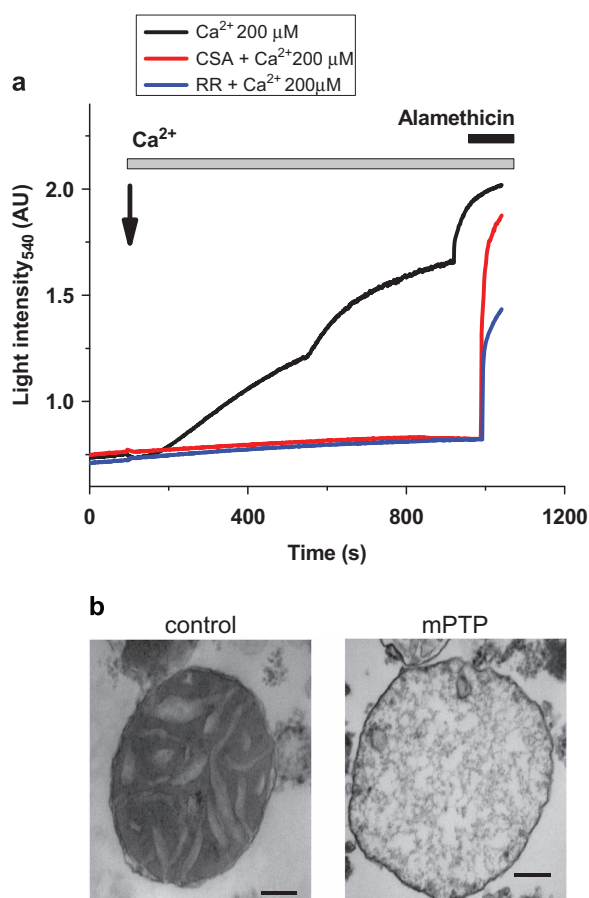 Ca²⁺ 200 μM
CSA + Ca²⁺ 200 μM
RR + Ca²⁺ 200μM
a
Alamethicin
Ca²⁺
2.0
1.5
1.0
Light intensity₅₄₀ (AU)
0
400
800
1200
Time (s)
b
control
mPTP